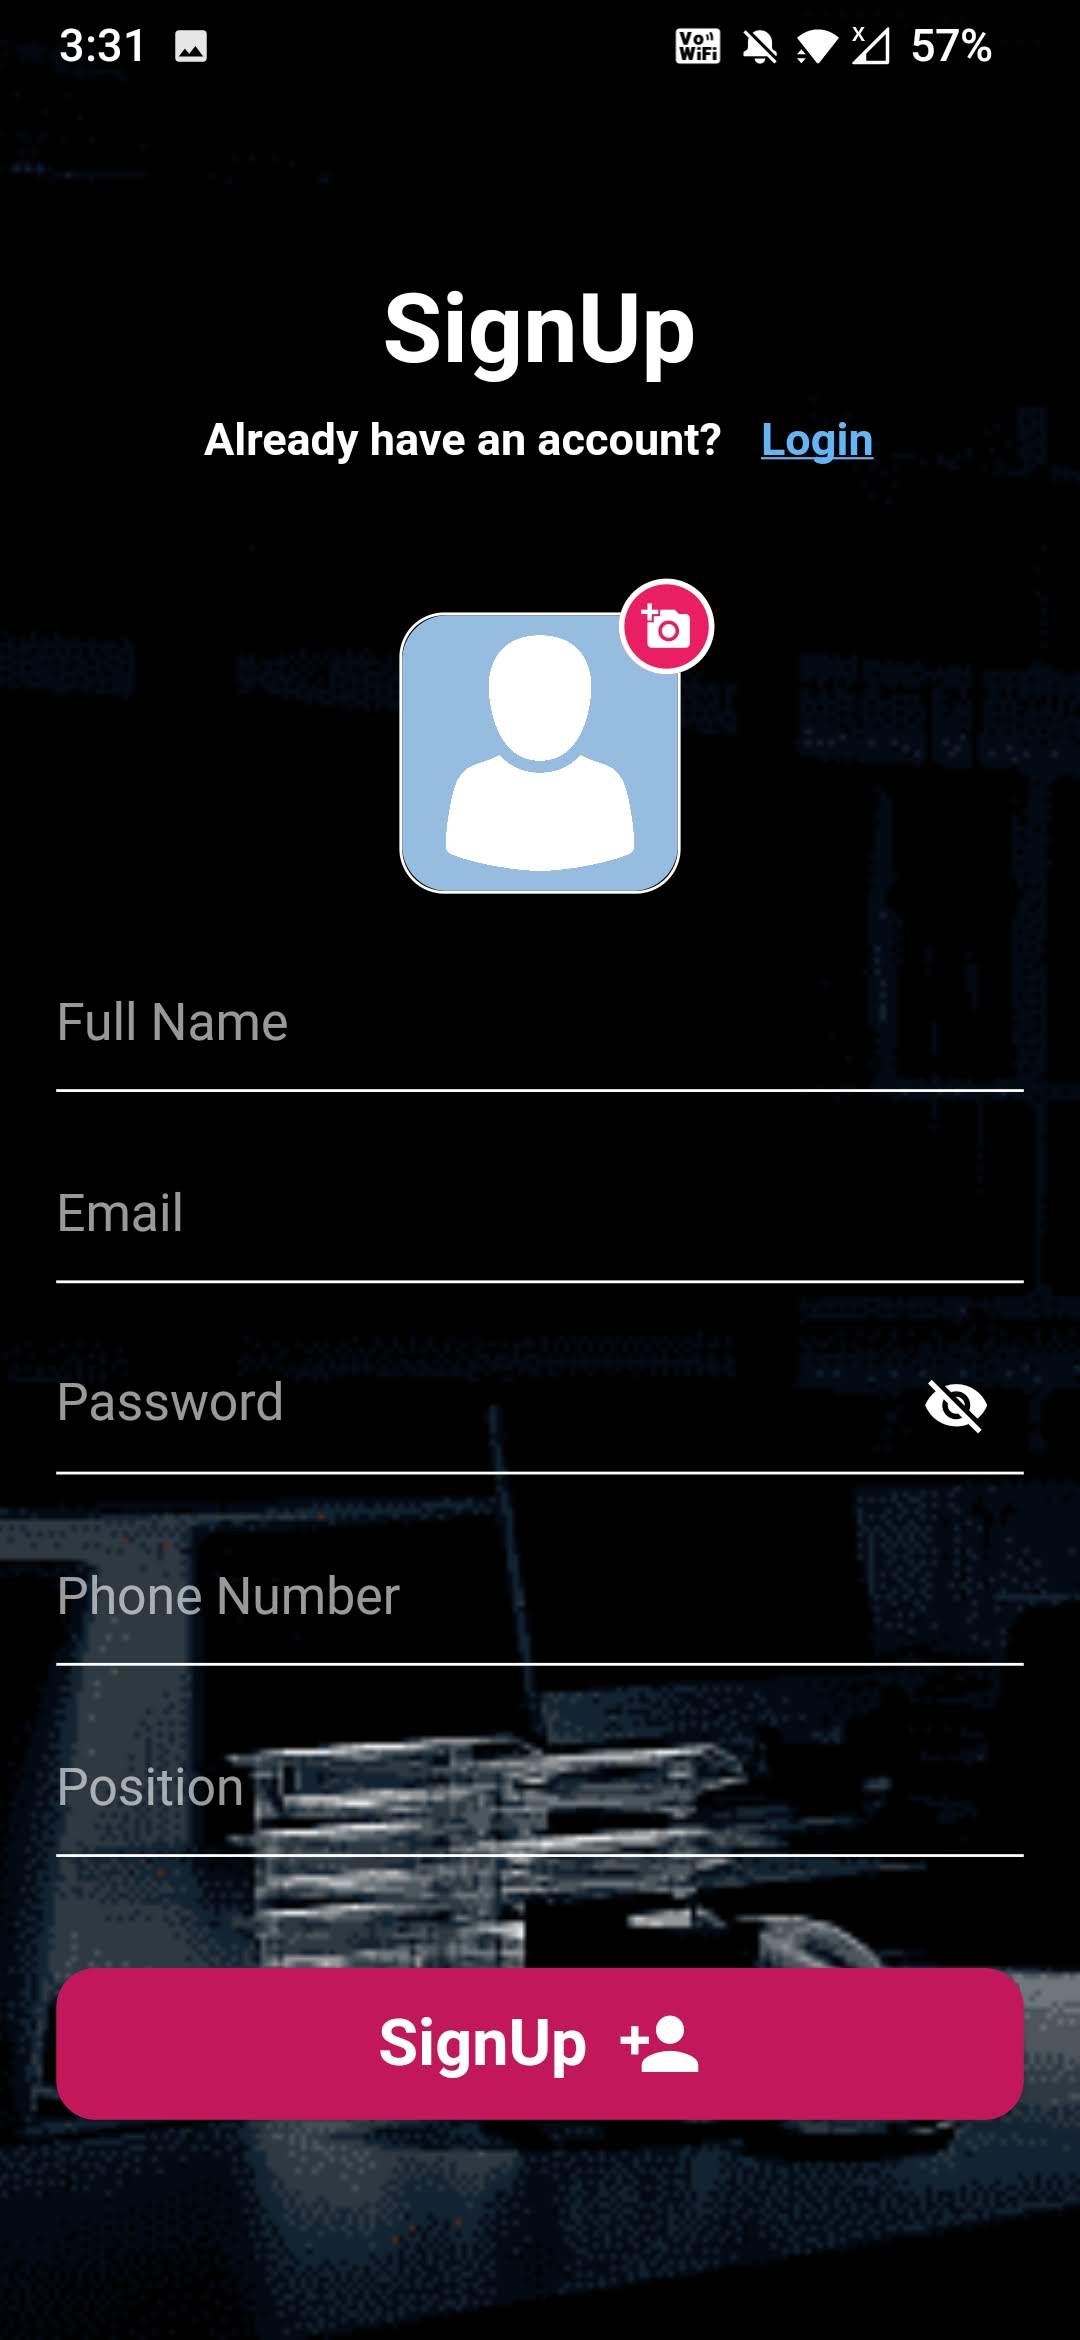 3:31 Vo WiFi 57%
SignUp
Already have an account? Login
Full Name
Email
Password
Phone Number
Position
SignUp